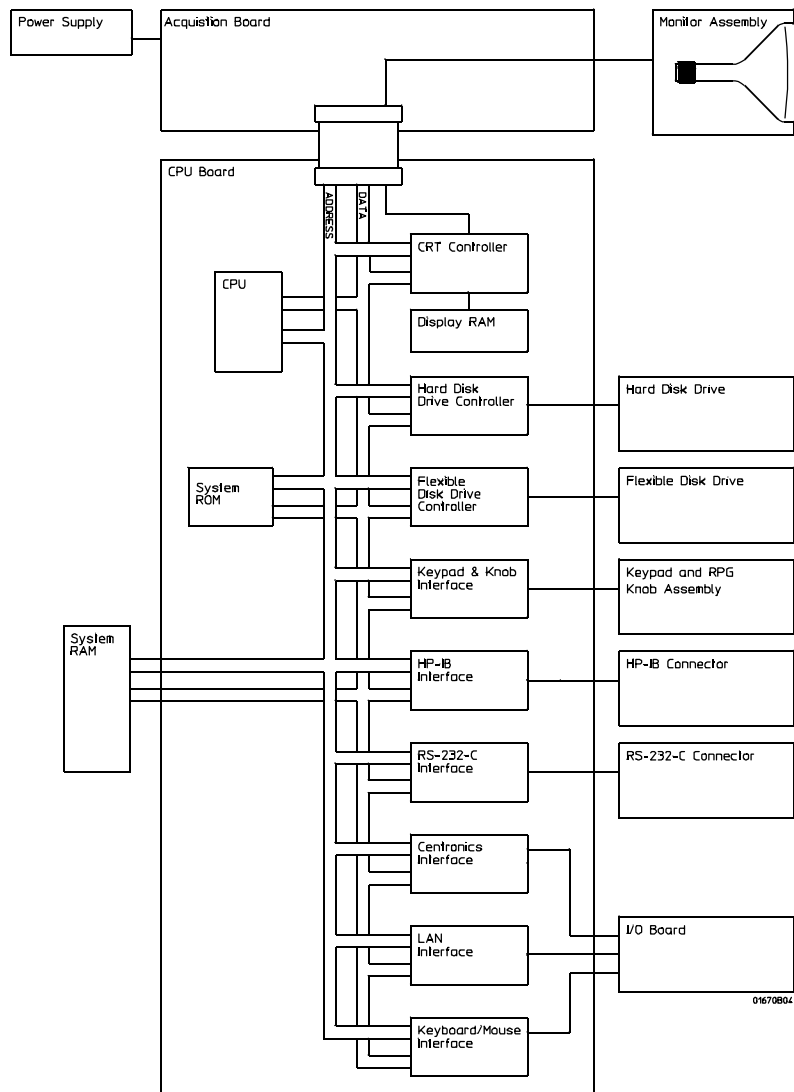 Power Supply
Acquistion Board
Monitor Assembly
CPU Board
ADDRESS
DATA
CRT Controller
CPU
Display RAM
Hard Disk
Drive Controller
Hard Disk Drive
System
ROM
Flexible
Disk Drive
Controller
Flexible Disk Drive
Keypad & Knob
Interface
Keypad and RPG
Knob Assembly
System
RAM
HP-IB
Interface
HP-IB Connector
RS-232-C
Interface
RS-232-C Connector
Centronics
Interface
LAN
Interface
I/O Board
01670B04
Keyboard/Mouse
Interface